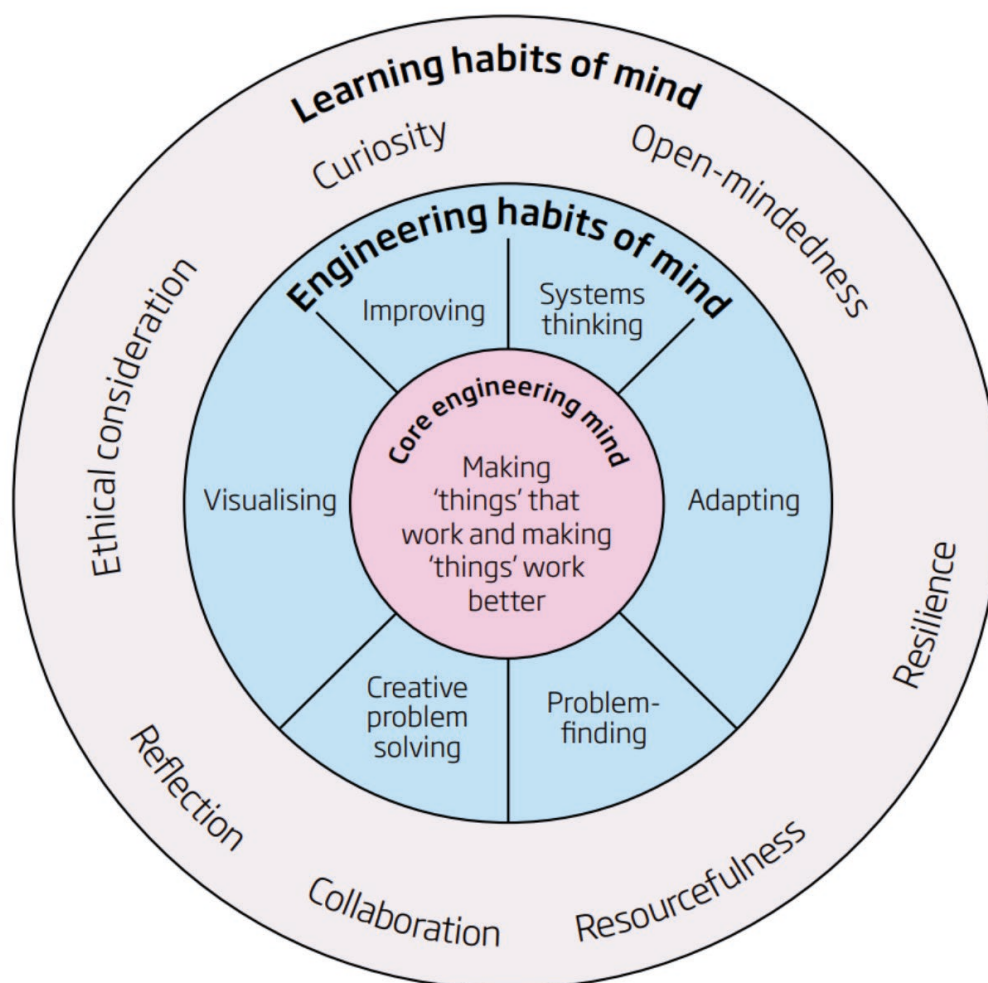 Learning habits of mind
Curiosity
Open-mindedness
Ethical consideration
Resilience
Reflection
Collaboration
Resourcefulness
Engineering habits of mind
Improving
Systems
thinking
Visualising
Adapting
Creative
problem
solving
Problem-
finding
Core engineering mind
Making
‘things’ that
work and making
‘things’ work
better